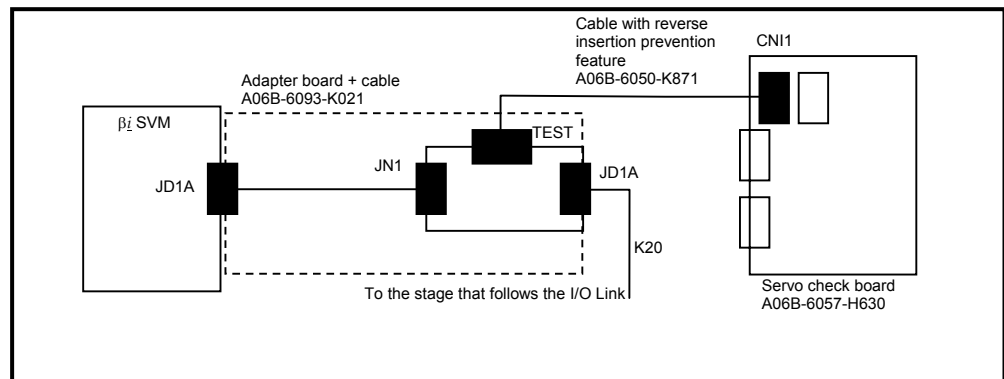 Cable with reverse
insertion prevention
feature
A06B-6050-K871
CNI1
Adapter board + cable
A06B-6093-K021
βi SVM
TEST
JD1A
JN1
JD1A
K20
To the stage that follows the I/O Link
Servo check board
A06B-6057-H630